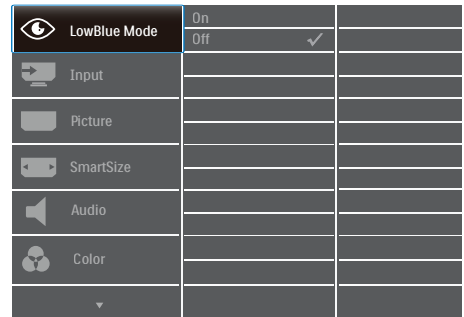 LowBlue Mode
On
Off
Input
Picture
SmartSize
Audio
Color